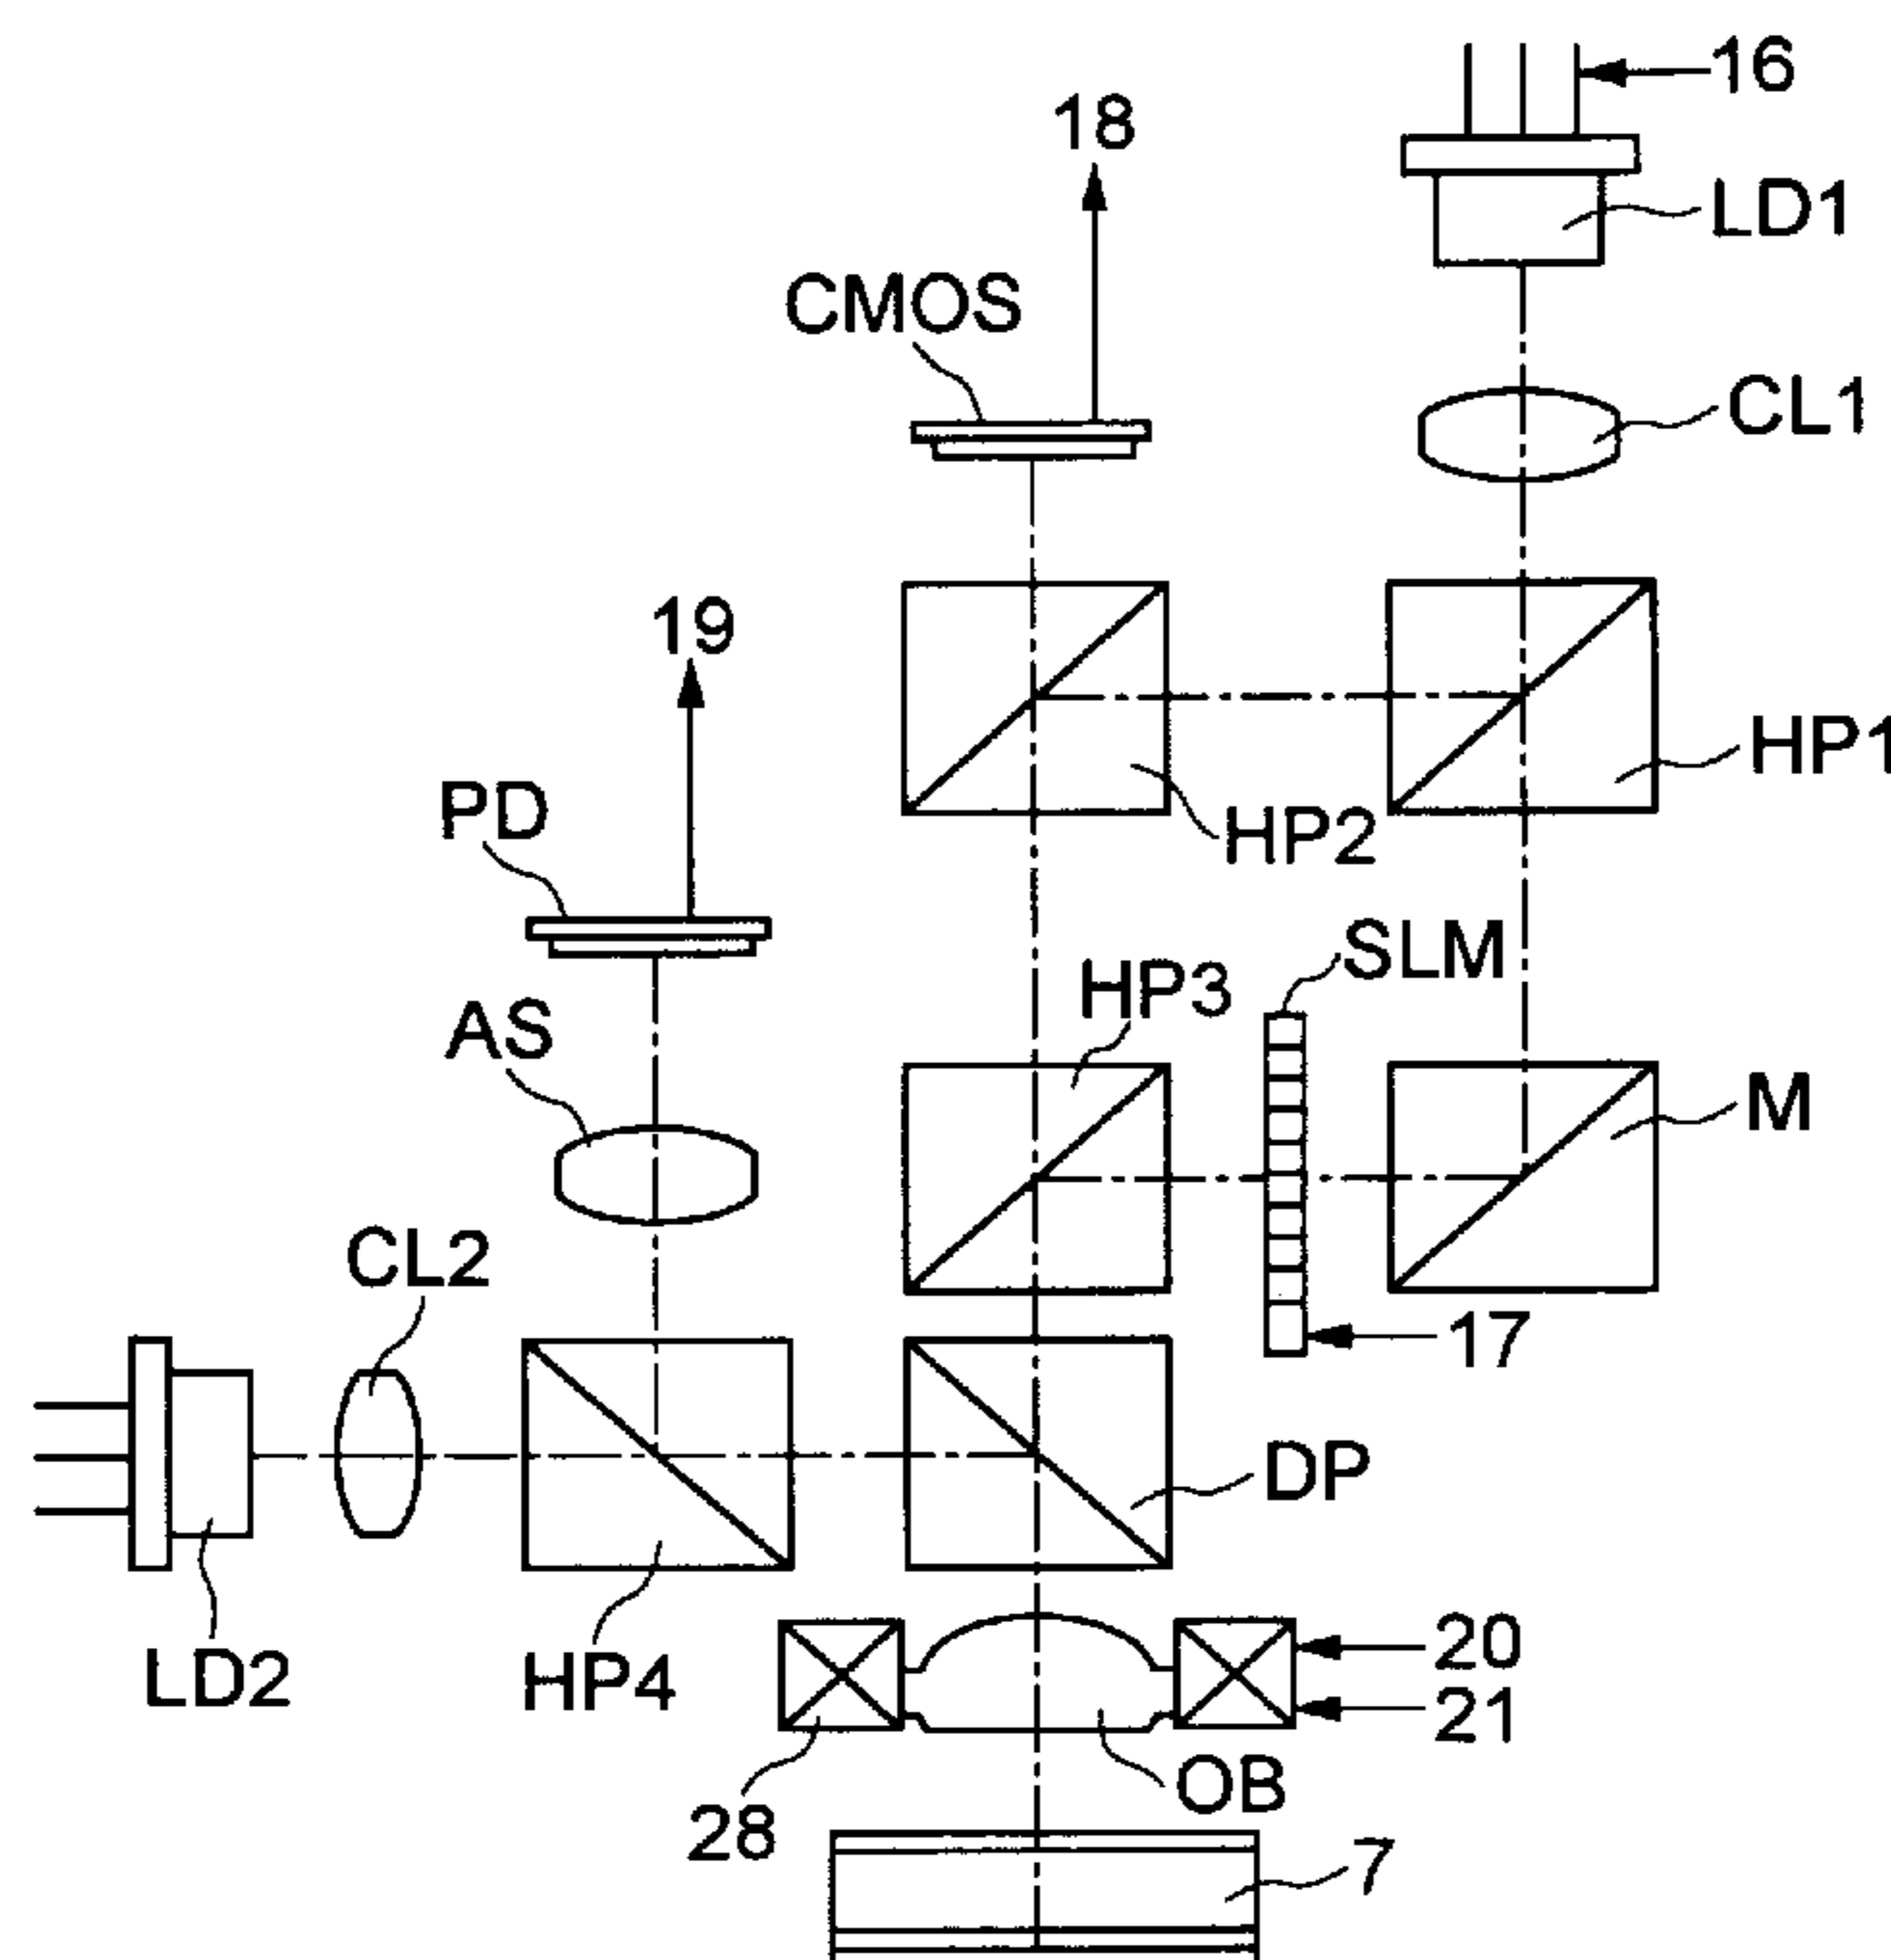 16
18
LD1
CMOS
CL1
19
HP1
PD
HP2
SLM
HP3
AS
M
CL2
17
DP
20
LD2
HP4
21
OB
28
7